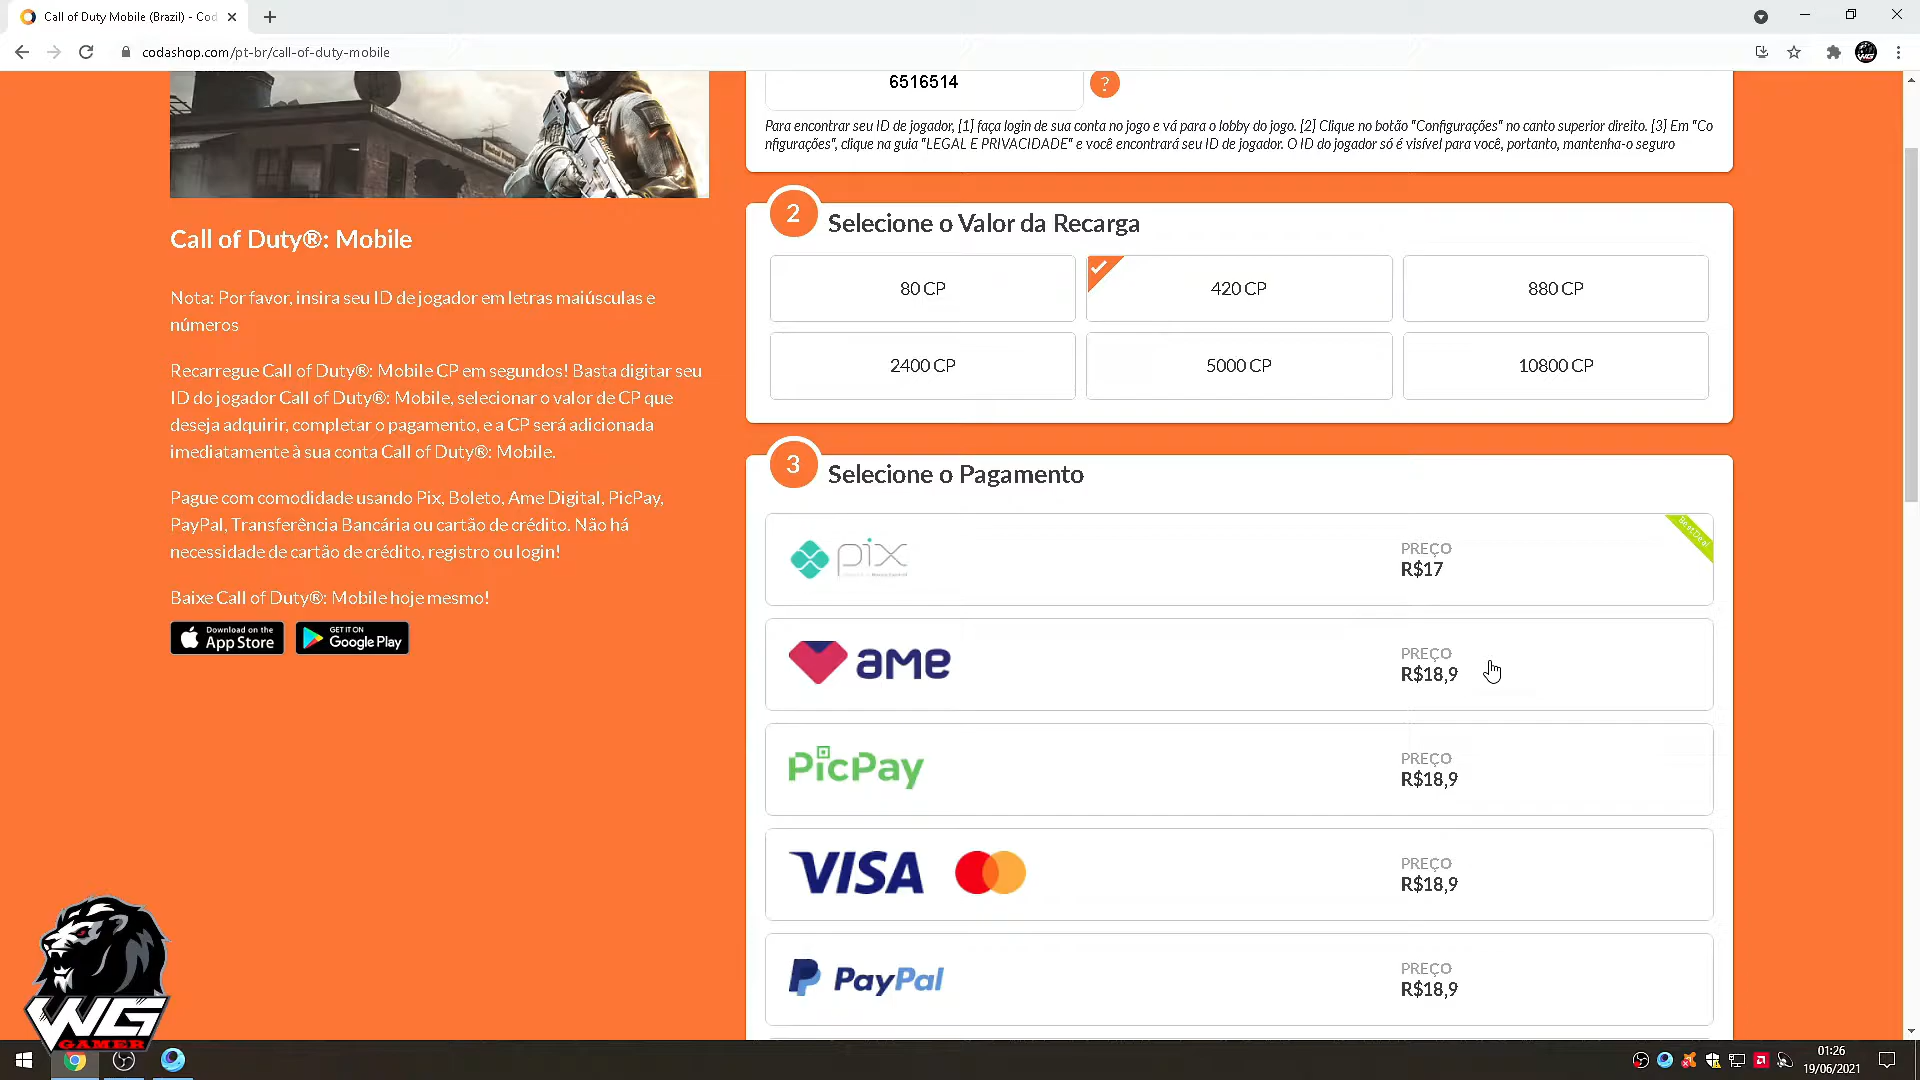 Call of Duty Mobile (Brazil) - Cod
codashop.com/pt-br/call-of-duty-mobile
6516514
?
Para encontrar seu ID de jogador, [1] faça login de sua conta no jogo e vá para o lobby do jogo. [2] Clique no botão "Configurações" no canto superior direito. [3] Em "Co
nfigurações", clique na guia "LEGAL E PRIVACIDADE" e você encontrará seu ID de jogador. O ID do jogador só é visível para você, portanto, mantenha-o seguro
2 Selecione o Valor da Recarga
80 CP
420 CP
880 CP
2400 CP
5000 CP
10800 CP
Call of Duty®: Mobile
Nota: Por favor, insira seu ID de jogador em letras maiúsculas e
números
Recarregue Call of Duty®: Mobile CP em segundos! Basta digitar seu
ID do jogador Call of Duty®: Mobile, selecionar o valor de CP que
deseja adquirir, completar o pagamento, e a CP será adicionada
imediatamente à sua conta Call of Duty®: Mobile.
Pague com comodidade usando Pix, Boleto, Ame Digital, PicPay,
PayPal, Transferência Bancária ou cartão de crédito. Não há
necessidade de cartão de crédito, registro ou login!
Baixe Call of Duty®: Mobile hoje mesmo!
Download on the
App Store
GET IT ON
Google Play
3 Selecione o Pagamento
pix
PREÇO
R$17
Best Deal
ame
PREÇO
R$18,9
PicPay
PREÇO
R$18,9
VISA
PREÇO
R$18,9
PayPal
PREÇO
R$18,9
WG
GAMER
01:26
19/06/2021